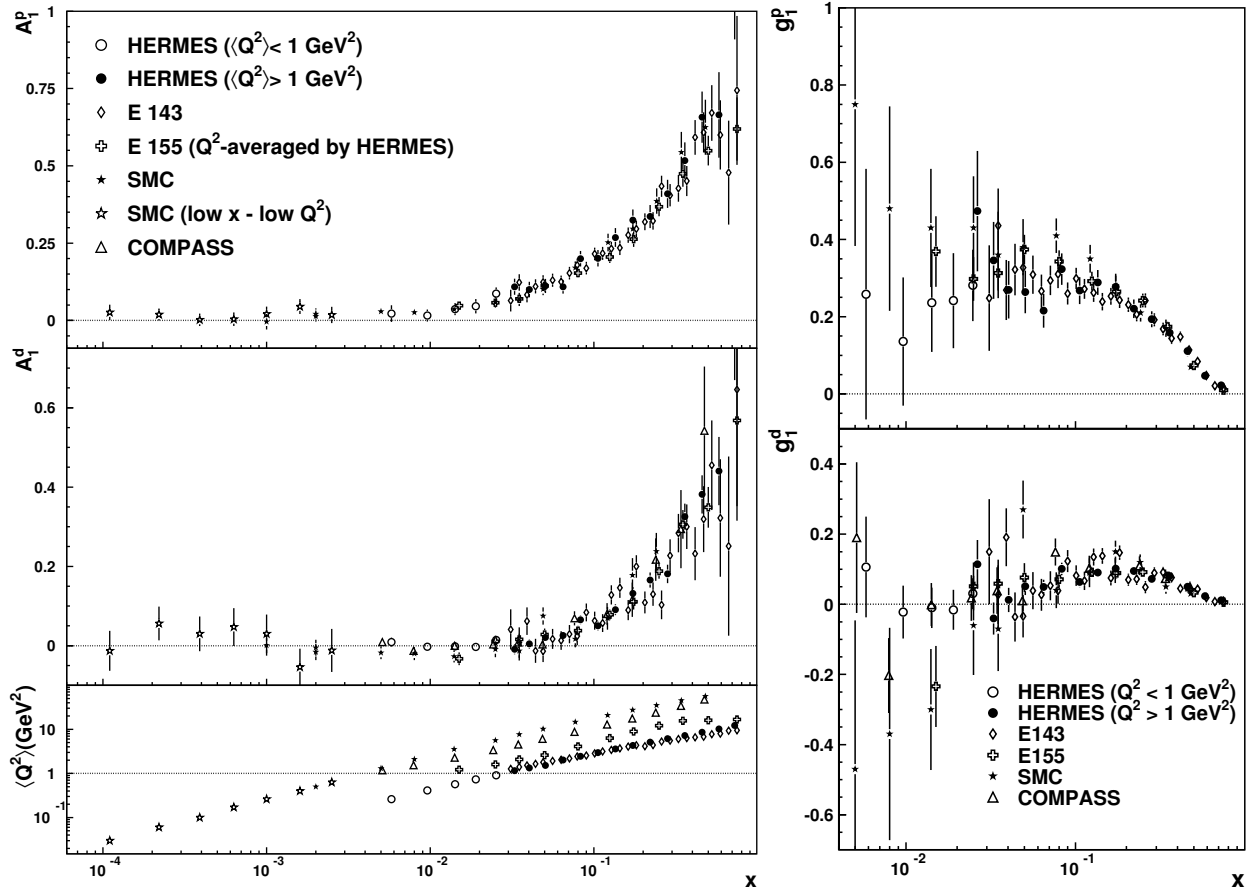 A₁ᵖ
1
0.75
0.5
0.25
0
HERMES (⟨Q²⟩< 1 GeV²)
HERMES (⟨Q²⟩> 1 GeV²)
E 143
E 155 (Q²-averaged by HERMES)
SMC
SMC (low x - low Q²)
COMPASS
A₁ᵈ
0.6
0.4
0.2
0
⟨Q²⟩(GeV²)
10
1
10⁻¹
10⁻⁴
10⁻³
10⁻²
10⁻¹
x
g₁ᵖ
1
0.8
0.6
0.4
0.2
0
g₁ᵈ
0.4
0.2
0
-0.2
-0.4
-0.6
HERMES (Q² < 1 GeV²)
HERMES (Q² > 1 GeV²)
E143
E155
SMC
COMPASS
10⁻²
10⁻¹
x